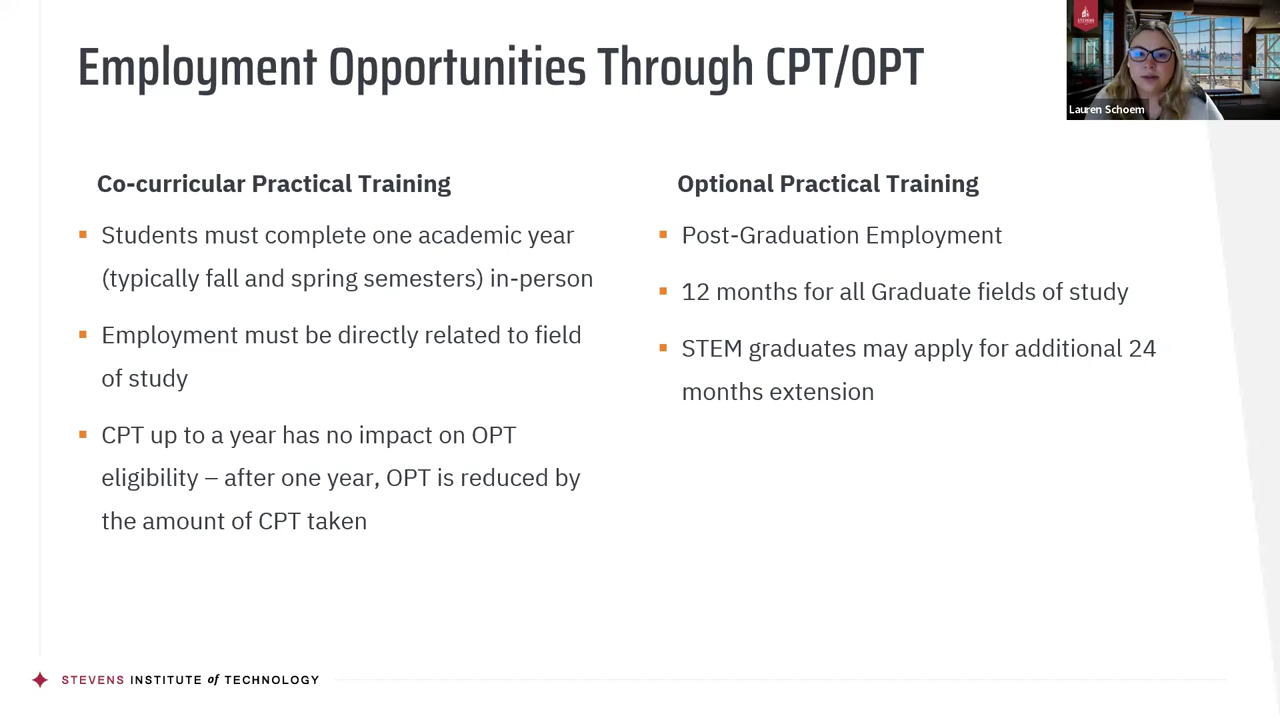 Employment Opportunities Through CPT/OPT
STEVENS
Lauren Schoem
Co-curricular Practical Training
▪ Students must complete one academic year
(typically fall and spring semesters) in-person
▪ Employment must be directly related to field
of study
▪ CPT up to a year has no impact on OPT
eligibility – after one year, OPT is reduced by
the amount of CPT taken
Optional Practical Training
▪ Post-Graduation Employment
▪ 12 months for all Graduate fields of study
▪ STEM graduates may apply for additional 24
months extension
STEVENS INSTITUTE of TECHNOLOGY